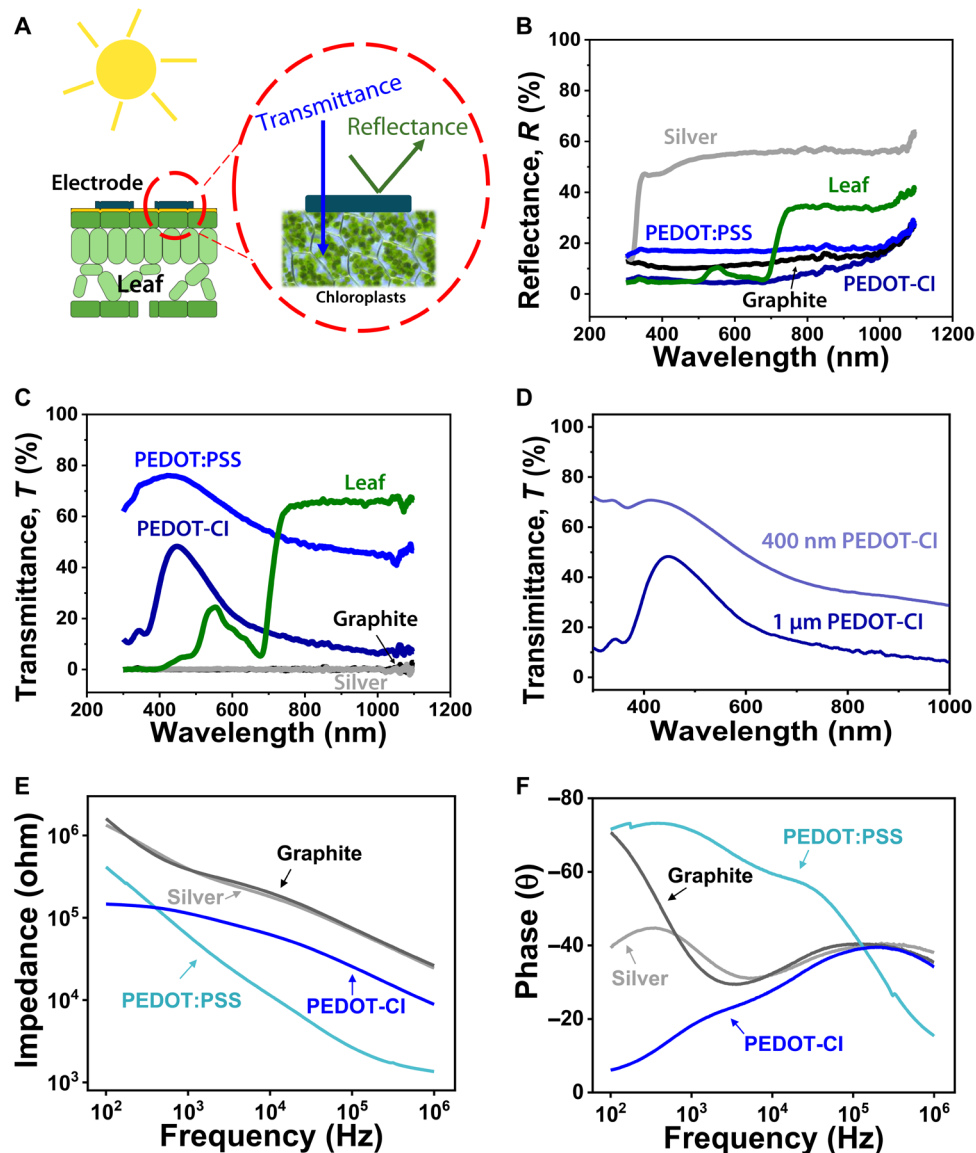 A
Transmittance
Reflectance
Electrode
Leaf
Chloroplasts
B
Reflectance, R (%)
100
80
60
40
20
0
Silver
Leaf
PEDOT:PSS
Graphite
PEDOT-Cl
200 400 600 800 1000 1200
Wavelength (nm)
C
Transmittance, T (%)
100
80
60
40
20
0
PEDOT:PSS
Leaf
PEDOT-Cl
Graphite
Silver
200 400 600 800 1000 1200
Wavelength (nm)
D
Transimittance, T (%)
100
80
60
40
20
0
400 nm PEDOT-Cl
1 μm PEDOT-Cl
400 600 800 1000
Wavelength (nm)
E
Impedance (ohm)
10⁶
10⁵
10⁴
10³
Graphite
Silver
PEDOT:PSS
PEDOT-Cl
10² 10³ 10⁴ 10⁵ 10⁶
Frequency (Hz)
F
Phase (θ)
–80
–60
–40
–20
0
PEDOT:PSS
Graphite
Silver
PEDOT-Cl
10² 10³ 10⁴ 10⁵ 10⁶
Frequency (Hz)